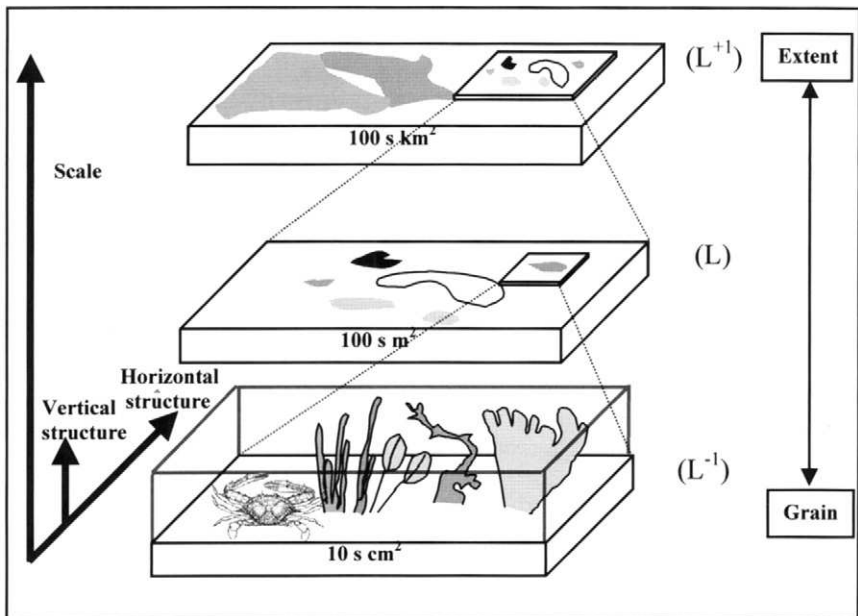 (L⁺¹)
Extent
100 s km²
Scale
(L)
100 s m²
Horizontal
structure
Vertical
structure
(L⁻¹)
Grain
10 s cm²